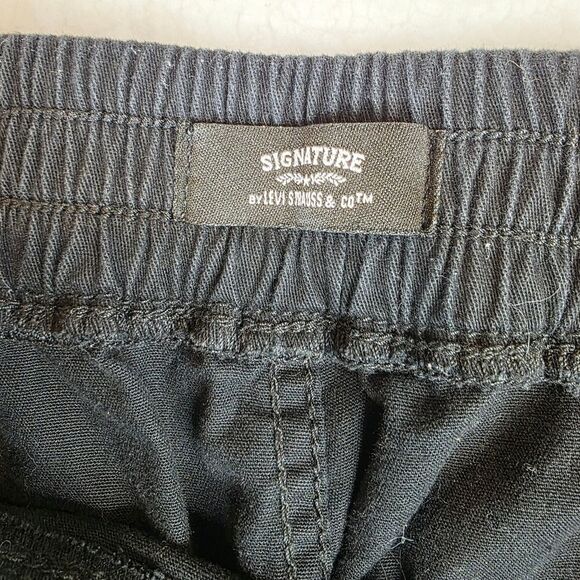 SIGNATURE
BY LEVI STRAUSS & CO™